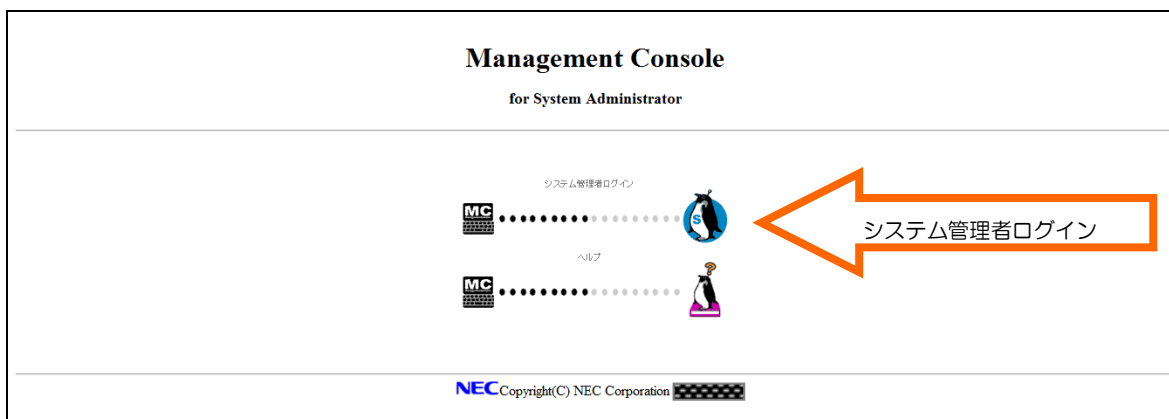 Management Console
for System Administrator
システム管理者ログイン
MC
S
システム管理者ログイン
ヘルプ
MC
?
NEC Copyright(C) NEC Corporation